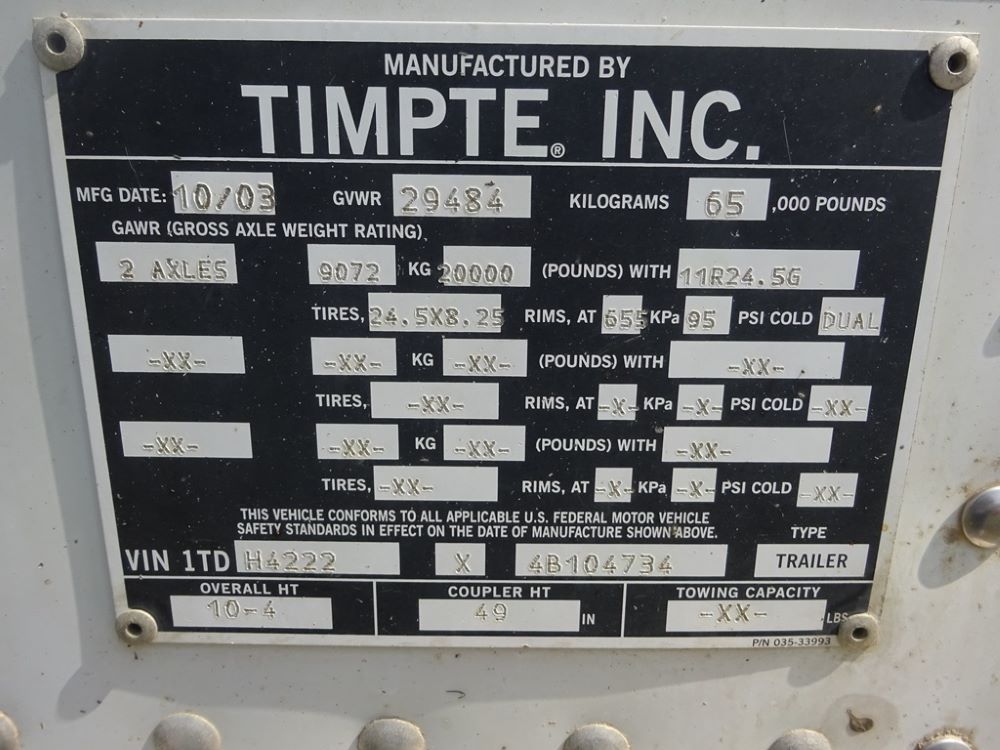 MANUFACTURED BY
TIMPTE® INC.
MFG DATE: 10/03 GVWR 29484 KILOGRAMS 65 ,000 POUNDS
GAWR (GROSS AXLE WEIGHT RATING)
2 AXLES 9072 KG 20000 (POUNDS) WITH 11R24.5G
TIRES, 24.5X8.25 RIMS, AT 655 KPa 95 PSI COLD DUAL
-XX- -XX- KG -XX- (POUNDS) WITH -XX-
TIRES, -XX- RIMS, AT -X- KPa -X- PSI COLD -XX-
-XX- -XX- KG -XX- (POUNDS) WITH -XX-
TIRES, -XX- RIMS, AT -X- KPa -X- PSI COLD -XX-
THIS VEHICLE CONFORMS TO ALL APPLICABLE U.S. FEDERAL MOTOR VEHICLE
SAFETY STANDARDS IN EFFECT ON THE DATE OF MANUFACTURE SHOWN ABOVE.
TYPE
VIN 1TD H4222 X 4B104734 TRAILER
OVERALL HT COUPLER HT TOWING CAPACITY
10-4 49 IN -XX- LBS
P/N 035-33993